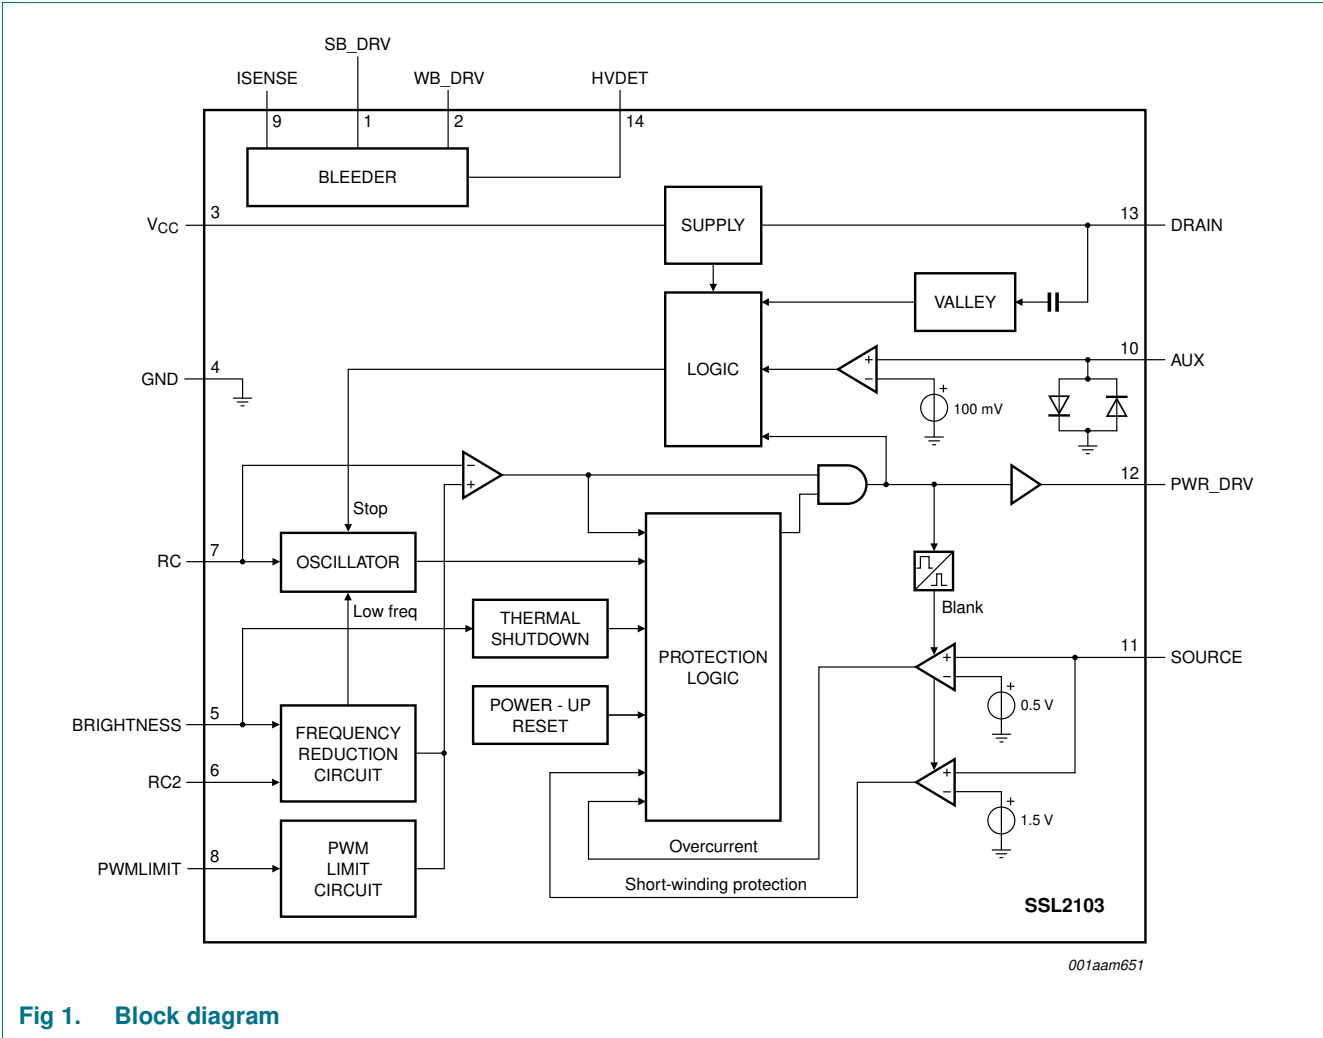 SB_DRV
ISENSE
WB_DRV
HVDET
9
1
2
14
BLEEDER
3
VCC
SUPPLY
13
DRAIN
VALLEY
4
GND
LOGIC
10
AUX
+
−
+
100 mV
−
+
12
PWR_DRV
Stop
7
RC
OSCILLATOR
Low freq
Blank
THERMAL
SHUTDOWN
PROTECTION
LOGIC
11
SOURCE
+
−
+
0.5 V
5
BRIGHTNESS
POWER - UP
RESET
FREQUENCY
REDUCTION
CIRCUIT
6
RC2
+
−
+
1.5 V
8
PWMLIMIT
PWM
LIMIT
CIRCUIT
Overcurrent
Short-winding protection
SSL2103
001aam651
Fig 1. Block diagram